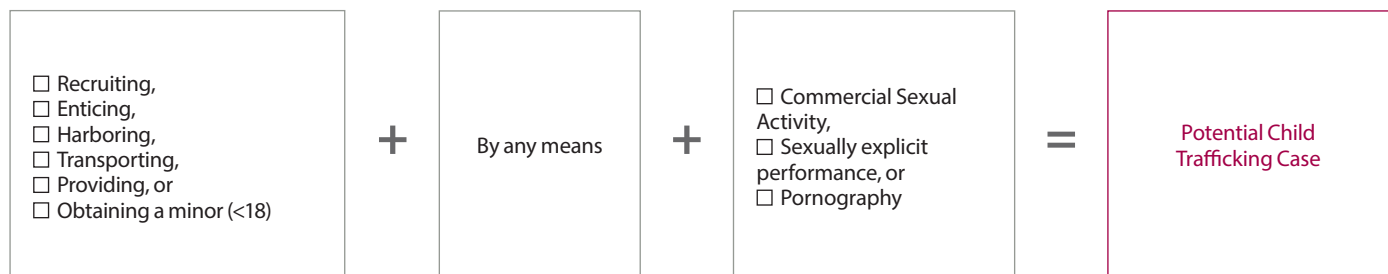 ☐ Recruiting,
☐ Enticing,
☐ Harboring,
☐ Transporting,
☐ Providing, or
☐ Obtaining a minor (<18)
+
By any means
+
☐ Commercial Sexual
Activity,
☐ Sexually explicit
performance, or
☐ Pornography
=
Potential Child
Trafficking Case